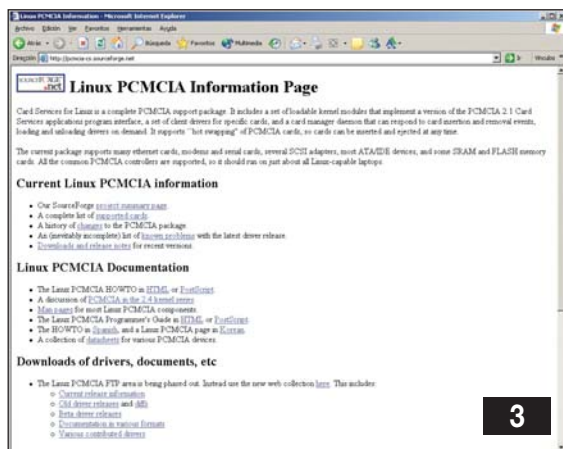 Linux PCMCIA Information - Microsoft Internet Explorer
Archivo Edición Ver Favoritos Herramientas Ayuda
Atrás Búsqueda Favoritos Multimedia
Dirección http://pcmcia-cs.sourceforge.net Ir Vínculos
SOURCEFORGE .net Linux PCMCIA Information Page
Card Services for Linux is a complete PCMCIA support package. It includes a set of loadable kernel modules that implement a version of the PCMCIA 2.1 Card
Services applications program interface, a set of client drivers for specific cards, and a card manager daemon that can respond to card insertion and removal events,
loading and unloading drivers on demand. It supports "hot swapping" of PCMCIA cards, so cards can be inserted and ejected at any time.
The current package supports many ethernet cards, modems and serial cards, several SCSI adapters, most ATA/IDE devices, and some SRAM and FLASH memory
cards. All the common PCMCIA controllers are supported, so it should run on just about all Linux-capable laptops.
Current Linux PCMCIA information
• Our SourceForge project summary page.
• A complete list of supported cards.
• A history of changes to the PCMCIA package.
• An (inevitably incomplete) list of known problems with the latest driver release.
• Downloads and release notes for recent versions.
Linux PCMCIA Documentation
• The Linux PCMCIA HOWTO in HTML or PostScript.
• A discussion of PCMCIA in the 2.4 kernel series.
• Man pages for most Linux PCMCIA components.
• The Linux PCMCIA Programmer's Guide in HTML or PostScript.
• The HOWTO in Spanish, and a Linux PCMCIA page in Korean.
• A collection of datasheets for various PCMCIA devices.
Downloads of drivers, documents, etc
• The Linux PCMCIA FTP area is being phased out. Instead use the new web collection here. This includes:
Current release information
Old driver releases and diffs
Beta driver releases
Documentation in various formats
Various contributed drivers
3